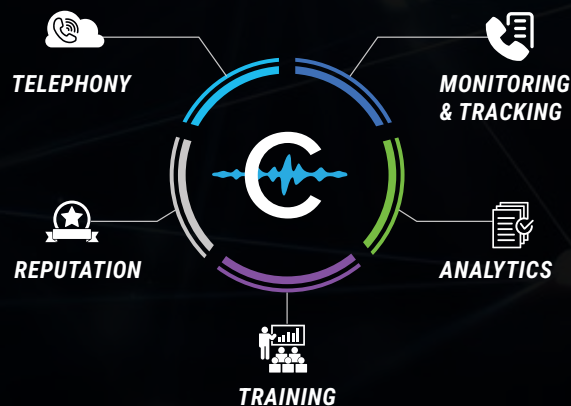 TELEPHONY
MONITORING
& TRACKING
C
REPUTATION
ANALYTICS
TRAINING